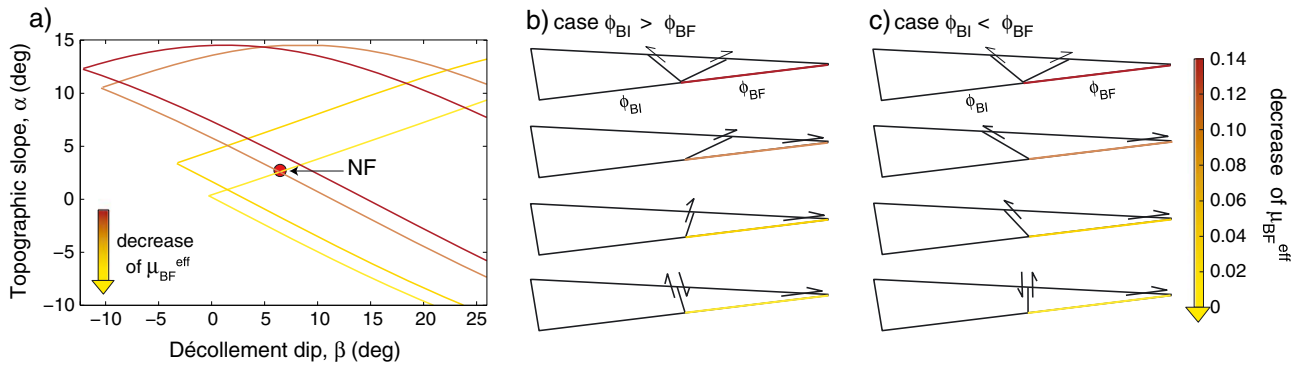 a)
15
10
5
0
−5
−10
−10 −5 0 5 10 15 20 25
Topographic slope, α (deg)
Décollement dip, β (deg)
NF
decrease
of μBF^eff
b) case ϕBI > ϕBF
ϕBI
ϕBF
c) case ϕBI < ϕBF
ϕBI
ϕBF
0.14
0.12
0.10
0.08
0.06
0.04
0.02
0
decrease of μBF^eff